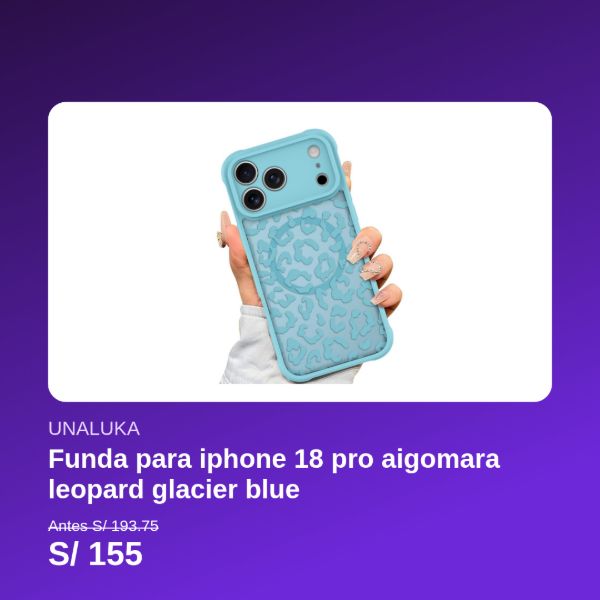 UNALUKA
Funda para iphone 18 pro aigomara
leopard glacier blue
Antes S/ 193.75
S/ 155